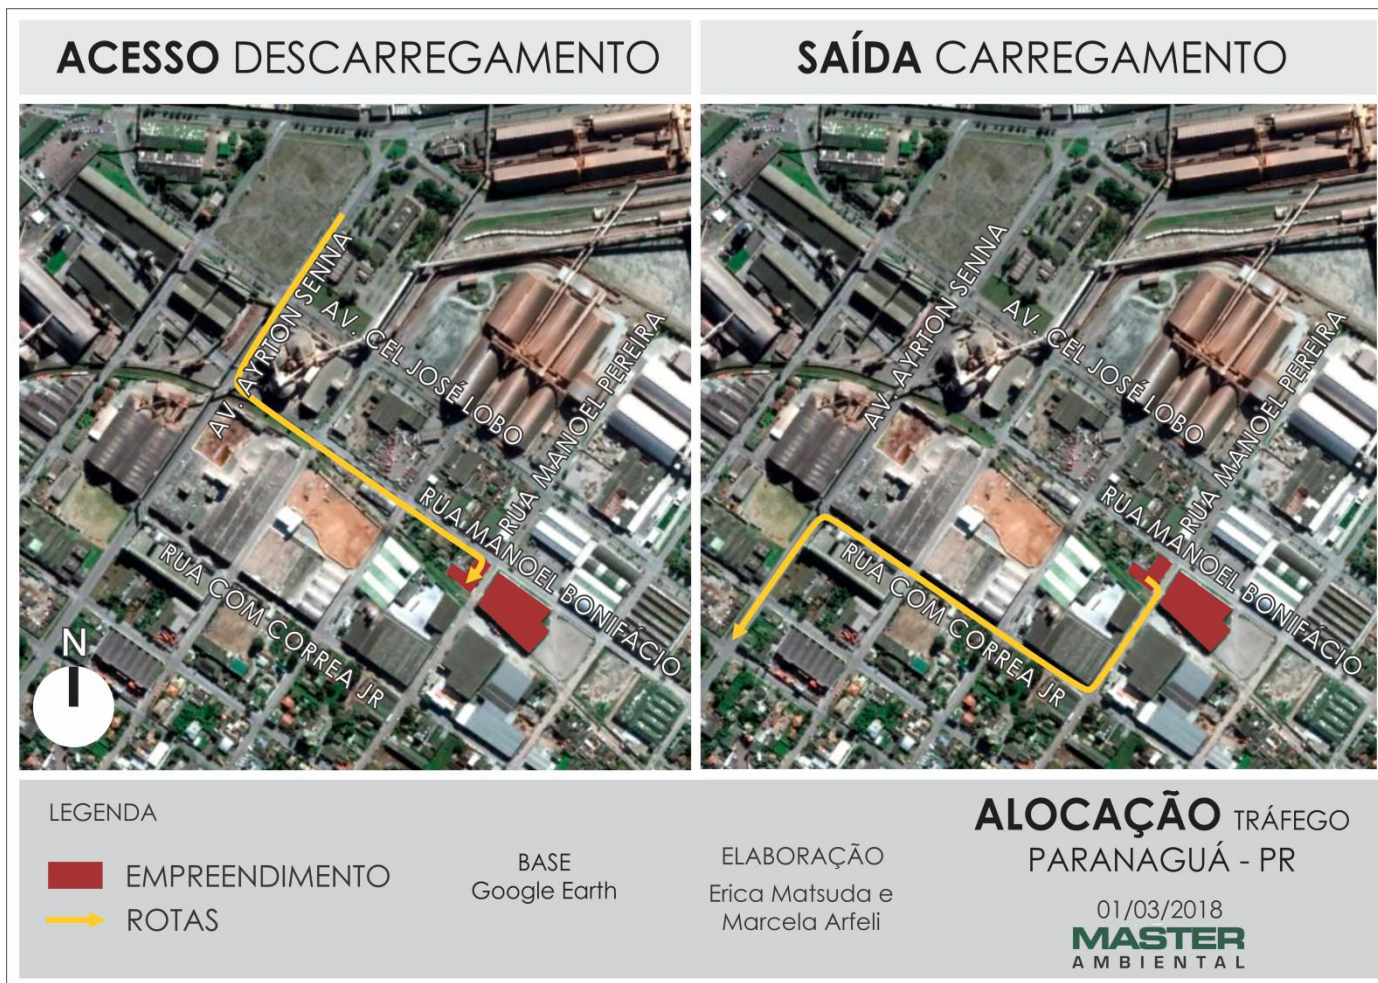 ACESSO DESCARREGAMENTO
AV. AYRTON SENNA
AV. CEL JOSÉ LOBO
RUA MANOEL PEREIRA
RUA MANOEL BONIFÁCIO
RUA COM CORREA JR
N
SAÍDA CARREGAMENTO
AV. AYRTON SENNA
AV. CEL JOSÉ LOBO
RUA MANOEL PEREIRA
RUA MANOEL BONIFÁCIO
RUA COM CORREA JR
LEGENDA
EMPREENDIMENTO
ROTAS
BASE
Google Earth
ELABORAÇÃO
Erica Matsuda e
Marcela Arfeli
ALOCAÇÃO TRÁFEGO
PARANAGUÁ - PR
01/03/2018
MASTER
AMBIENTAL